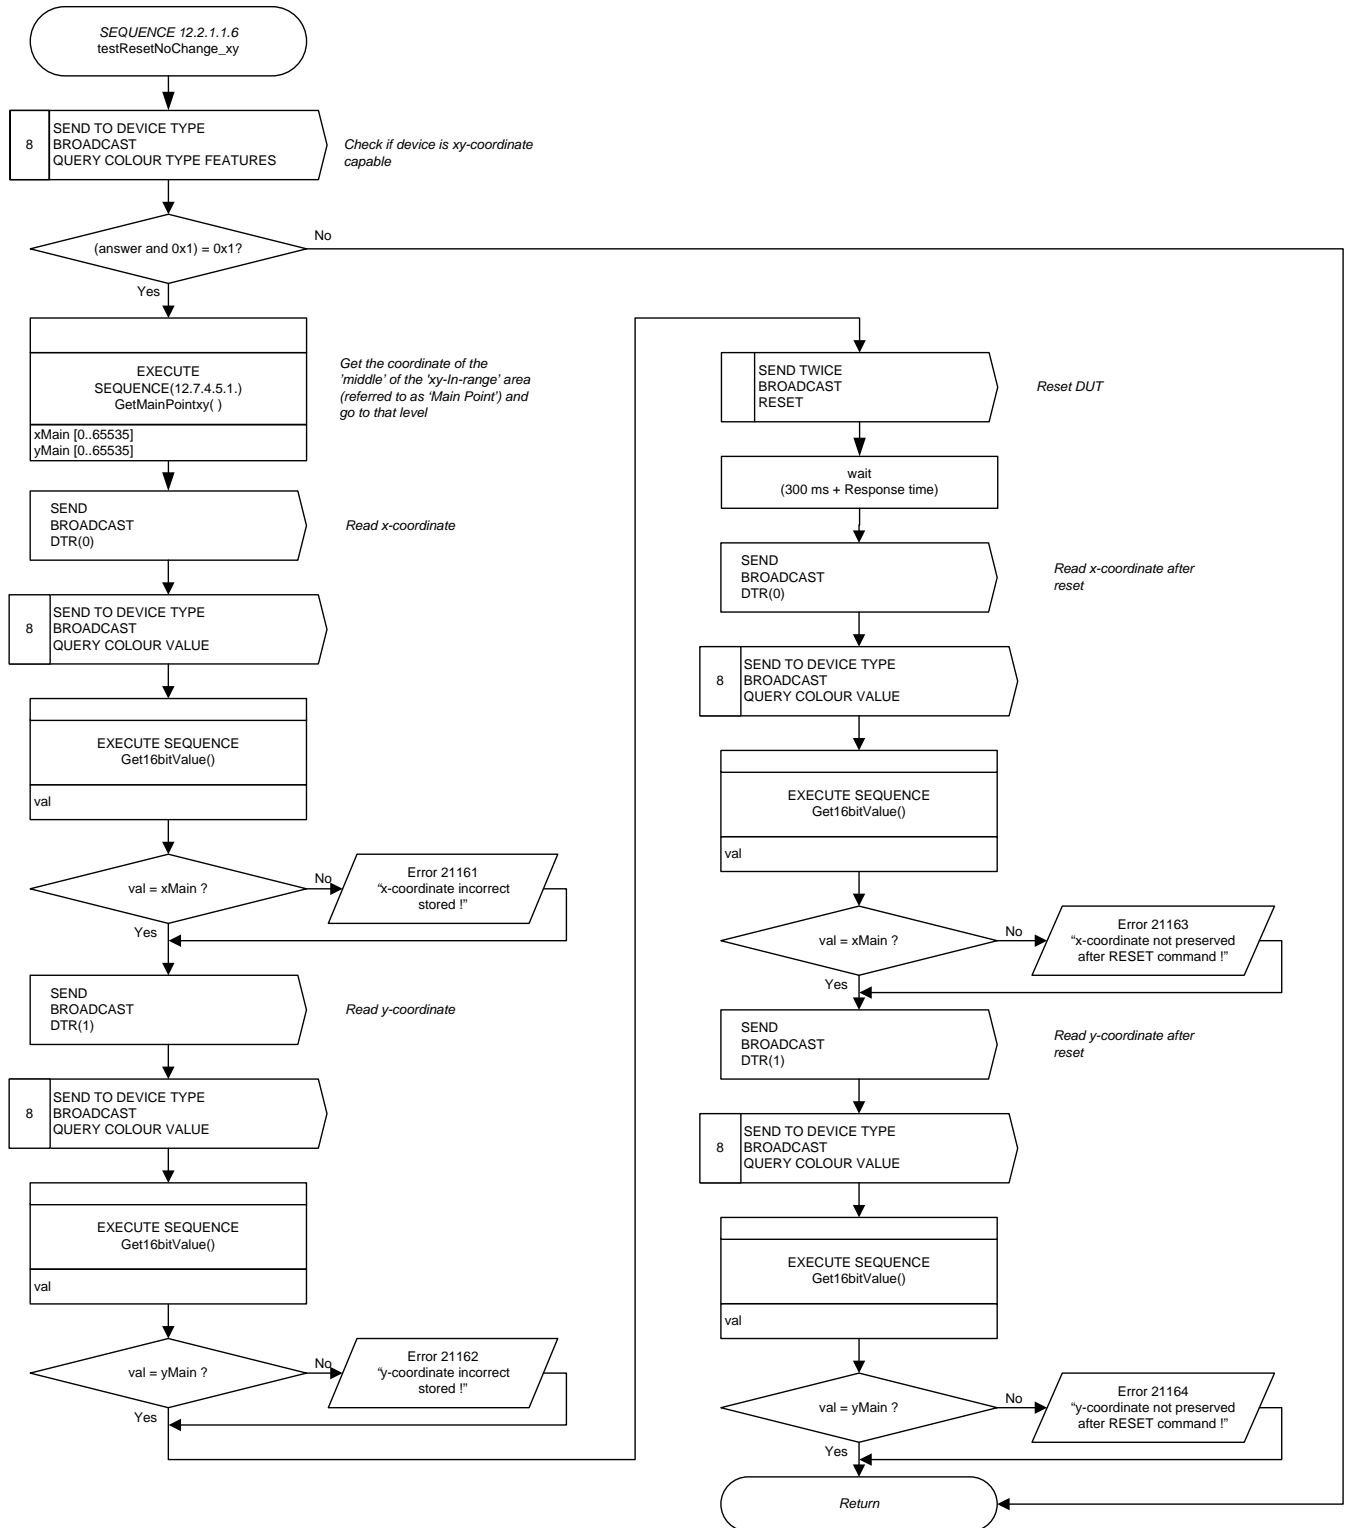 SEQUENCE 12.2.1.1.6
testResetNoChange_xy
8
SEND TO DEVICE TYPE
BROADCAST
QUERY COLOUR TYPE FEATURES
Check if device is xy-coordinate
capable
(answer and 0x1) = 0x1?
No
Yes
EXECUTE
SEQUENCE(12.7.4.5.1.)
GetMainPointxy( )
xMain [0..65535]
yMain [0..65535]
Get the coordinate of the
'middle' of the 'xy-In-range' area
(referred to as 'Main Point') and
go to that level
SEND
BROADCAST
DTR(0)
Read x-coordinate
8
SEND TO DEVICE TYPE
BROADCAST
QUERY COLOUR VALUE
EXECUTE SEQUENCE
Get16bitValue()
val
val = xMain ?
No
Error 21161
“x-coordinate incorrect
stored !”
Yes
SEND
BROADCAST
DTR(1)
Read y-coordinate
8
SEND TO DEVICE TYPE
BROADCAST
QUERY COLOUR VALUE
EXECUTE SEQUENCE
Get16bitValue()
val
val = yMain ?
No
Error 21162
“y-coordinate incorrect
stored !”
Yes
SEND TWICE
BROADCAST
RESET
Reset DUT
wait
(300 ms + Response time)
SEND
BROADCAST
DTR(0)
Read x-coordinate after
reset
8
SEND TO DEVICE TYPE
BROADCAST
QUERY COLOUR VALUE
EXECUTE SEQUENCE
Get16bitValue()
val
val = xMain ?
No
Error 21163
“x-coordinate not preserved
after RESET command !”
Yes
SEND
BROADCAST
DTR(1)
Read y-coordinate after
reset
8
SEND TO DEVICE TYPE
BROADCAST
QUERY COLOUR VALUE
EXECUTE SEQUENCE
Get16bitValue()
val
val = yMain ?
No
Error 21164
“y-coordinate not preserved
after RESET command !”
Yes
Return